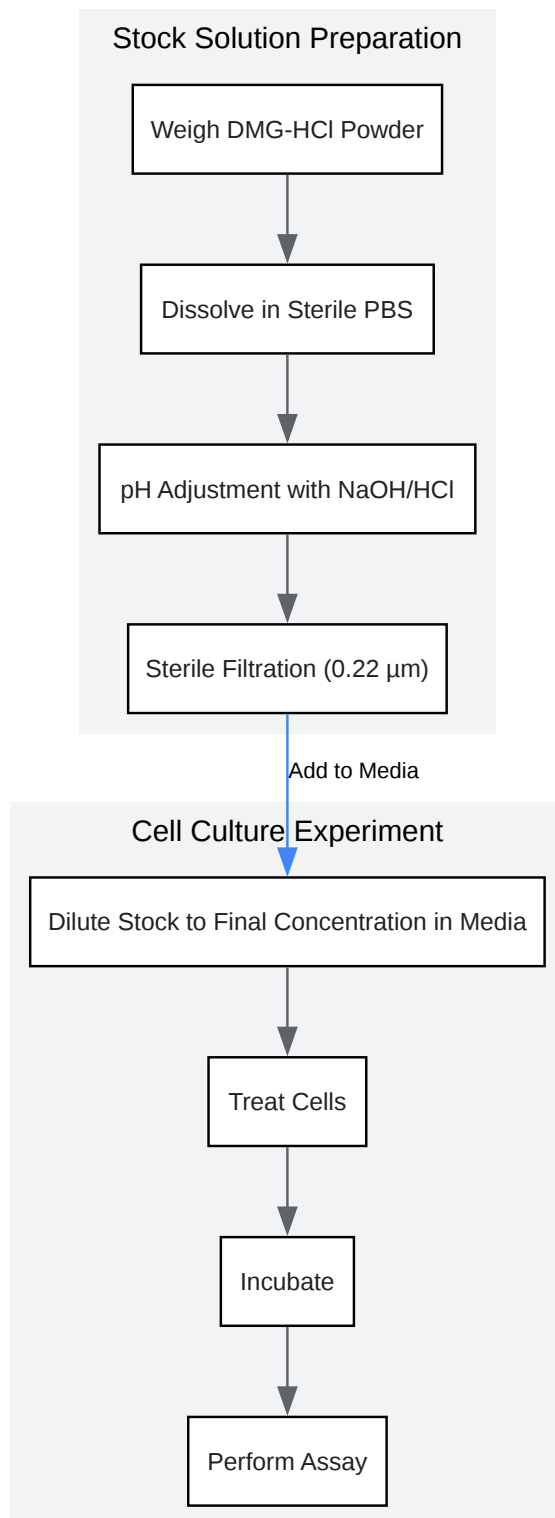 Stock Solution Preparation
Weigh DMG-HCl Powder
Dissolve in Sterile PBS
pH Adjustment with NaOH/HCl
Sterile Filtration (0.22 µm)
Add to Media
Cell Culture Experiment
Dilute Stock to Final Concentration in Media
Treat Cells
Incubate
Perform Assay